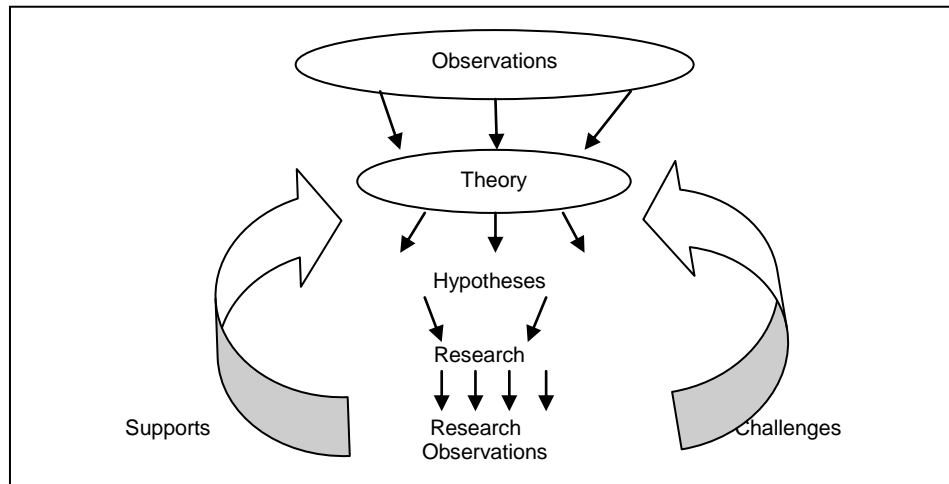 Observations
Theory
Hypotheses
Research
Supports
Research
Observations
Challenges